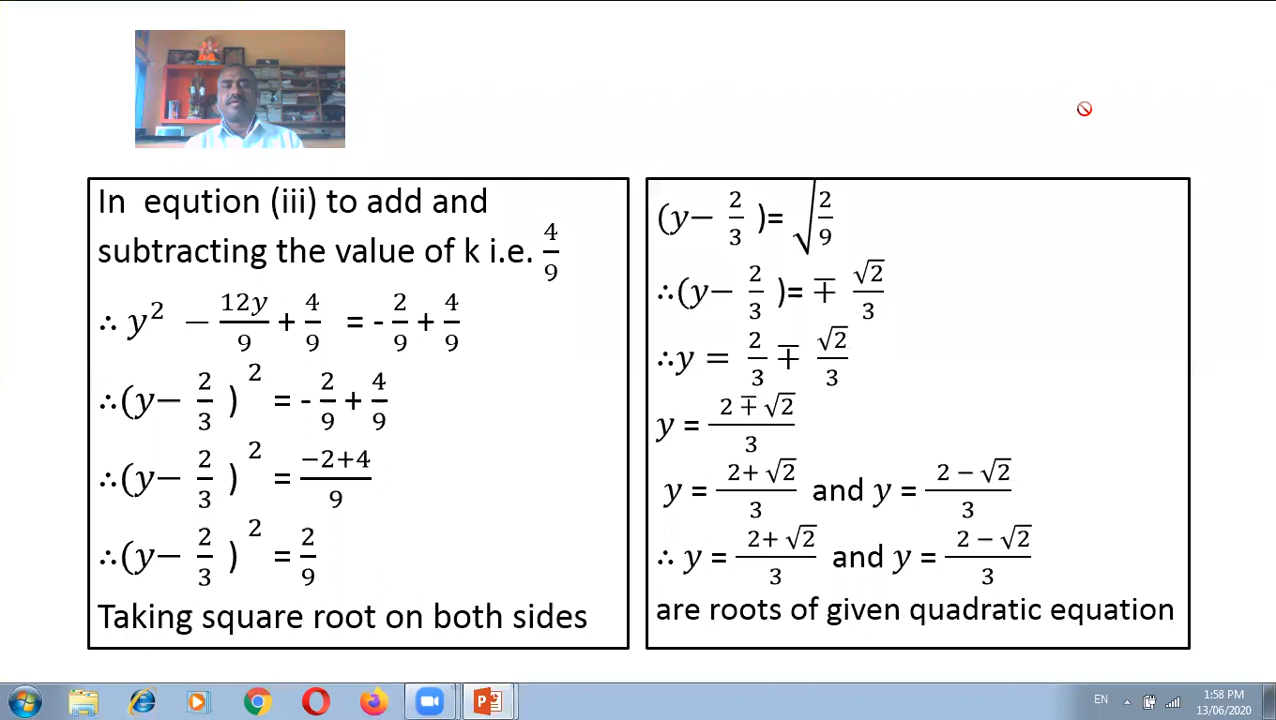 In eqution (iii) to add and
subtracting the value of k i.e. 4/9
∴ y² − 12y/9 + 4/9 = - 2/9 + 4/9
∴(y− 2/3 )² = - 2/9 + 4/9
∴(y− 2/3 )² = −2+4/9
∴(y− 2/3 )² = 2/9
Taking square root on both sides
(y− 2/3 )= √2/9
∴(y− 2/3 )= ∓ √2/3
∴y = 2/3 ∓ √2/3
y = 2 ∓ √2/3
y = 2+ √2/3 and y = 2 − √2/3
∴ y = 2+ √2/3 and y = 2 − √2/3
are roots of given quadratic equation
EN
1:58 PM
13/06/2020